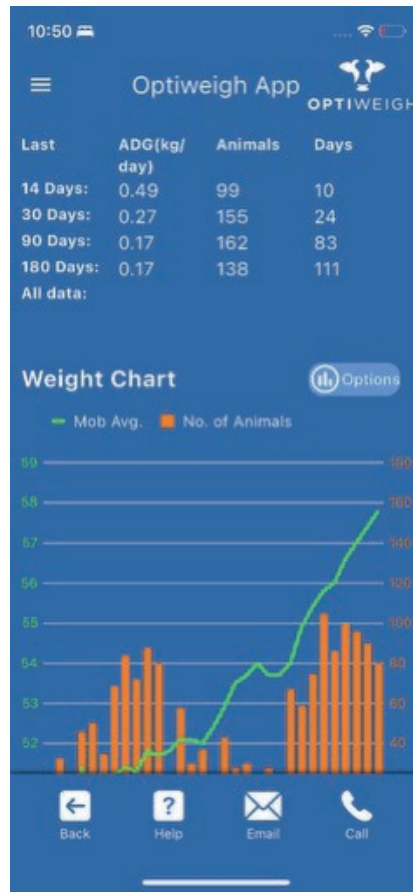 10:50
Optiweigh App
OPTIWEIGH
Last ADG(kg/ Animals Days
day)
14 Days: 0.49 99 10
30 Days: 0.27 155 24
90 Days: 0.17 162 83
180 Days: 0.17 138 111
All data:
Weight Chart Options
Mob Avg. No. of Animals
59 180
58 160
57 140
56 120
55 100
54 80
53 60
52 40
Back Help Email Call